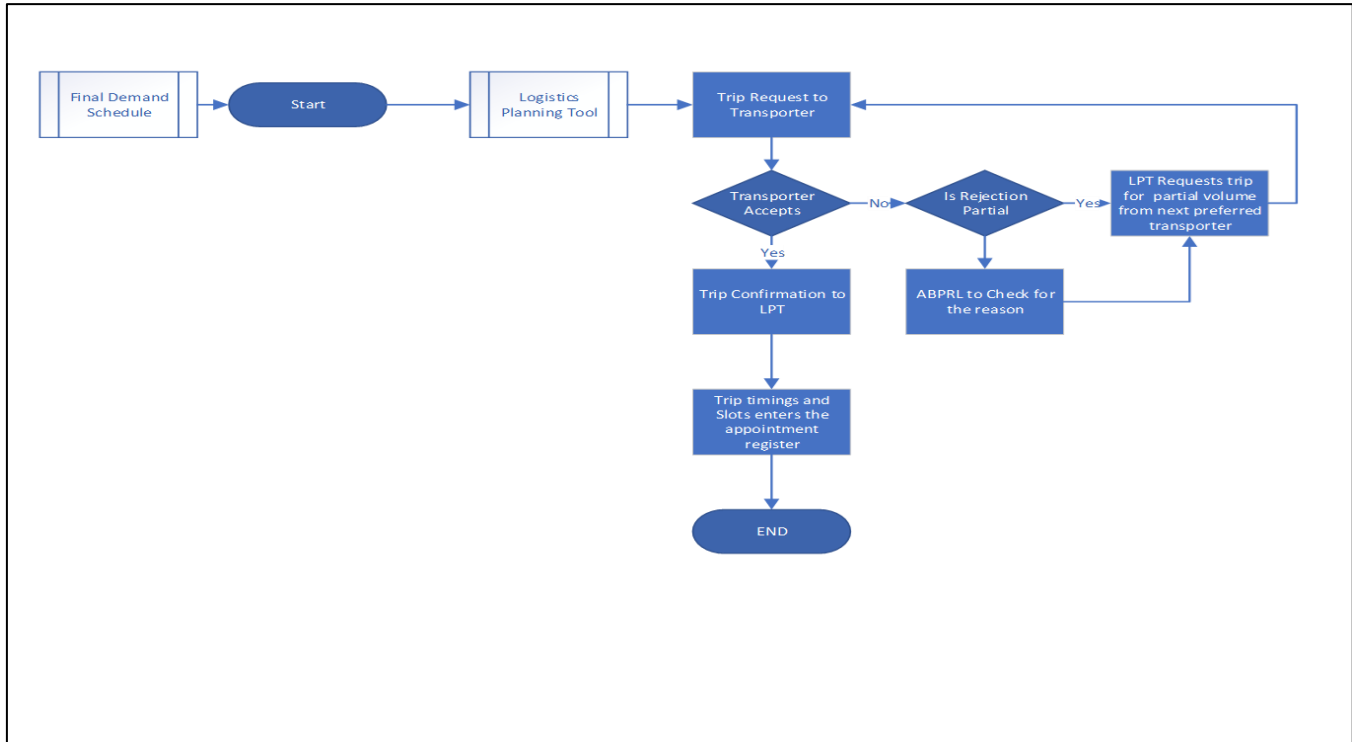 Final Demand
Schedule
Start
Logistics
Planning Tool
Trip Request to
Transporter
Transporter
Accepts
No
Is Rejection
Partial
Yes
LPT Requests trip
for partial volume
from next preferred
transporter
Yes
Trip Confirmation to
LPT
ABPRL to Check for
the reason
Trip timings and
Slots enters the
appointment
register
END